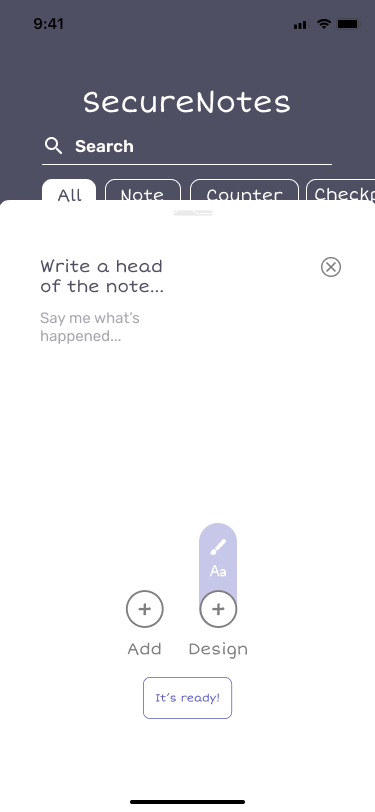 9:41
SecureNotes
Search
All Note Counter
Write a head
of the note...
Say me what's
happened...
Aa
Add Design
It's ready!